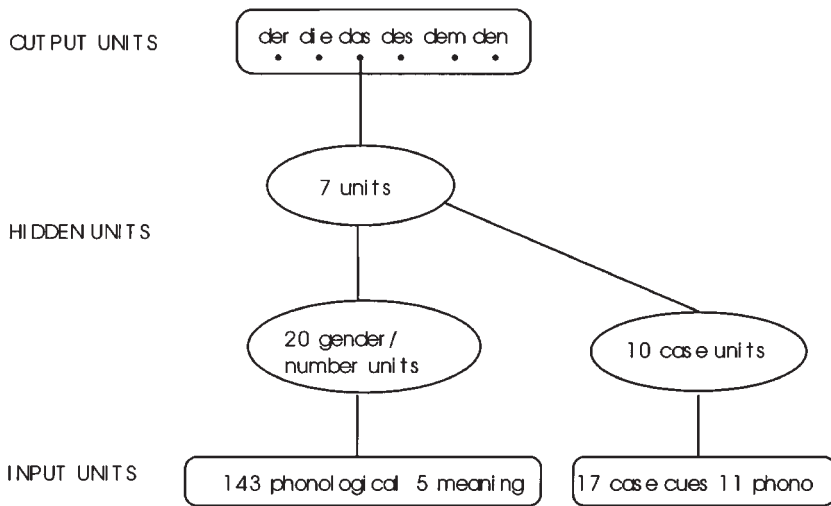 OUTPUT UNITS
der die das des dem den
7 units
HIDDEN UNITS
20 gender/
number units
10 case units
INPUT UNITS
143 phonological 5 meaning
17 case cues 11 phono